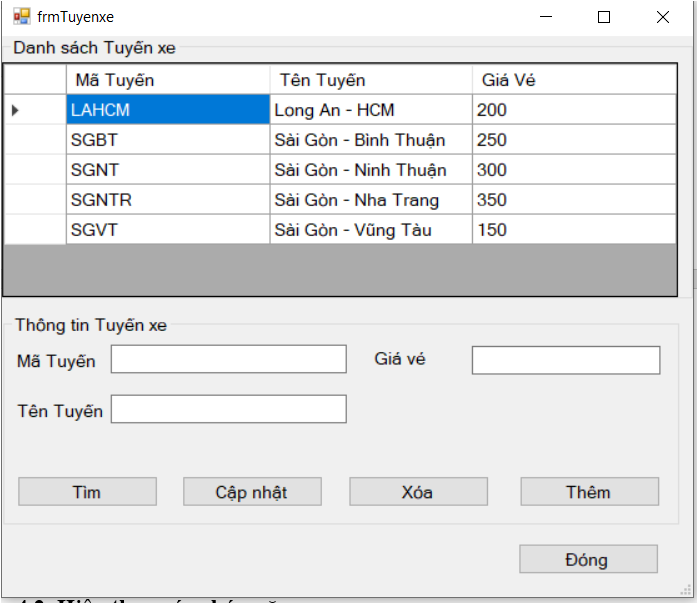 frmTuyenxe
Danh sách Tuyến xe
Mã Tuyến Tên Tuyến Giá Vé
LAHCM Long An - HCM 200
SGBT Sài Gòn - Bình Thuận 250
SGNT Sài Gòn - Ninh Thuận 300
SGNTR Sài Gòn - Nha Trang 350
SGVT Sài Gòn - Vũng Tàu 150
Thông tin Tuyến xe
Mã Tuyến Giá vé
Tên Tuyến
Tìm Cập nhật Xóa Thêm
Đóng